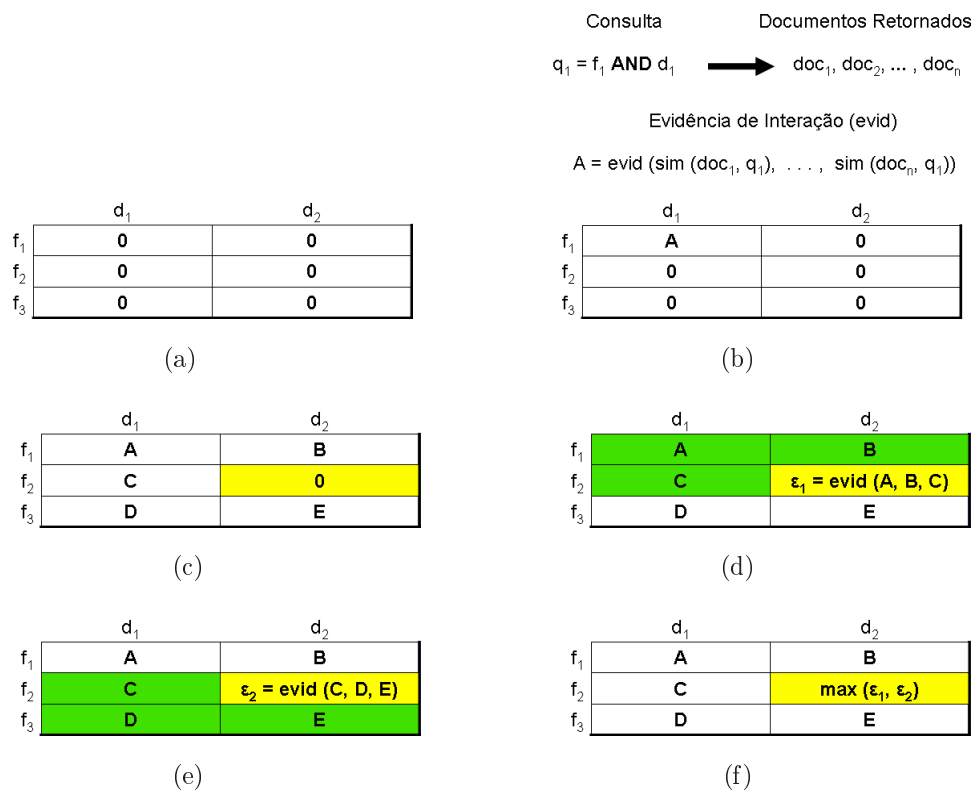 Consulta Documentos Retornados
q₁ = f₁ AND d₁ doc₁, doc₂, ... , docₙ
Evidência de Interação (evid)
A = evid (sim (doc₁, q₁), . . . , sim (docₙ, q₁))
d₁ d₂
f₁ 0 0
f₂ 0 0
f₃ 0 0
(a)
d₁ d₂
f₁ A 0
f₂ 0 0
f₃ 0 0
(b)
d₁ d₂
f₁ A B
f₂ C 0
f₃ D E
(c)
d₁ d₂
f₁ A B
f₂ C ε₁ = evid (A, B, C)
f₃ D E
(d)
d₁ d₂
f₁ A B
f₂ C ε₂ = evid (C, D, E)
f₃ D E
(e)
d₁ d₂
f₁ A B
f₂ C max (ε₁, ε₂)
f₃ D E
(f)